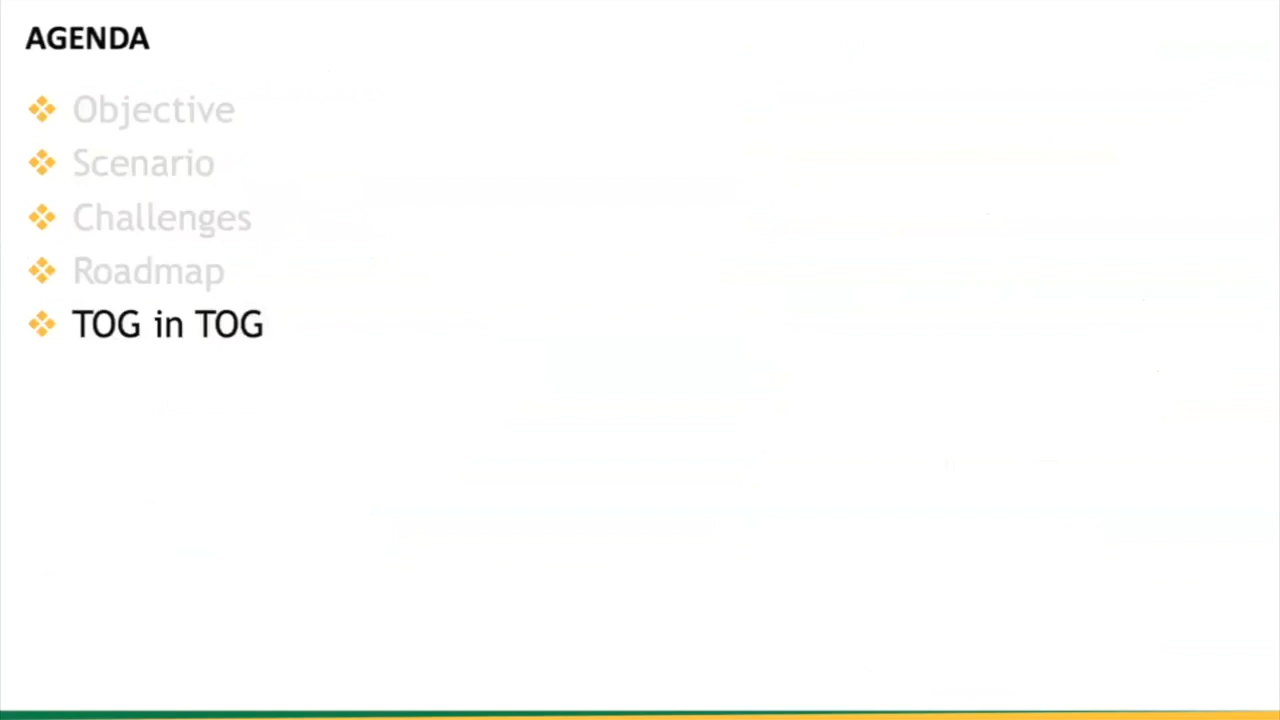 AGENDA
Objective
Scenario
Challenges
Roadmap
TOG in TOG